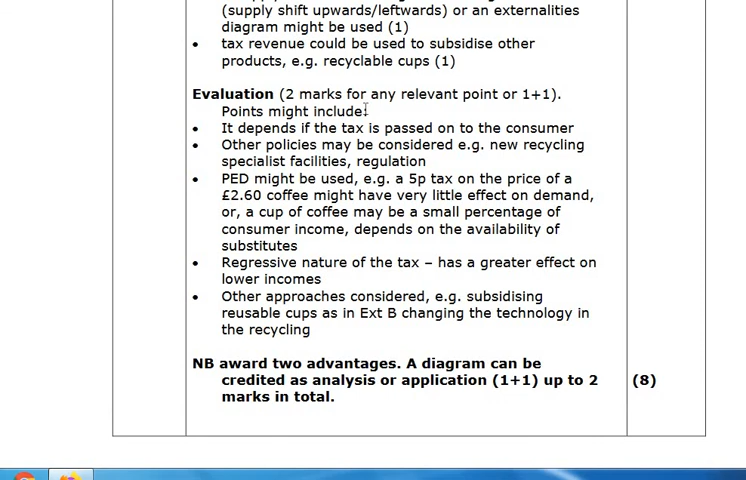 (supply shift upwards/leftwards) or an externalities
diagram might be used (1)
• tax revenue could be used to subsidise other
products, e.g. recyclable cups (1)
Evaluation (2 marks for any relevant point or 1+1).
Points might include:
• It depends if the tax is passed on to the consumer
• Other policies may be considered e.g. new recycling
specialist facilities, regulation
• PED might be used, e.g. a 5p tax on the price of a
£2.60 coffee might have very little effect on demand,
or, a cup of coffee may be a small percentage of
consumer income, depends on the availability of
substitutes
• Regressive nature of the tax – has a greater effect on
lower incomes
• Other approaches considered, e.g. subsidising
reusable cups as in Ext B changing the technology in
the recycling
NB award two advantages. A diagram can be
credited as analysis or application (1+1) up to 2
marks in total.
(8)